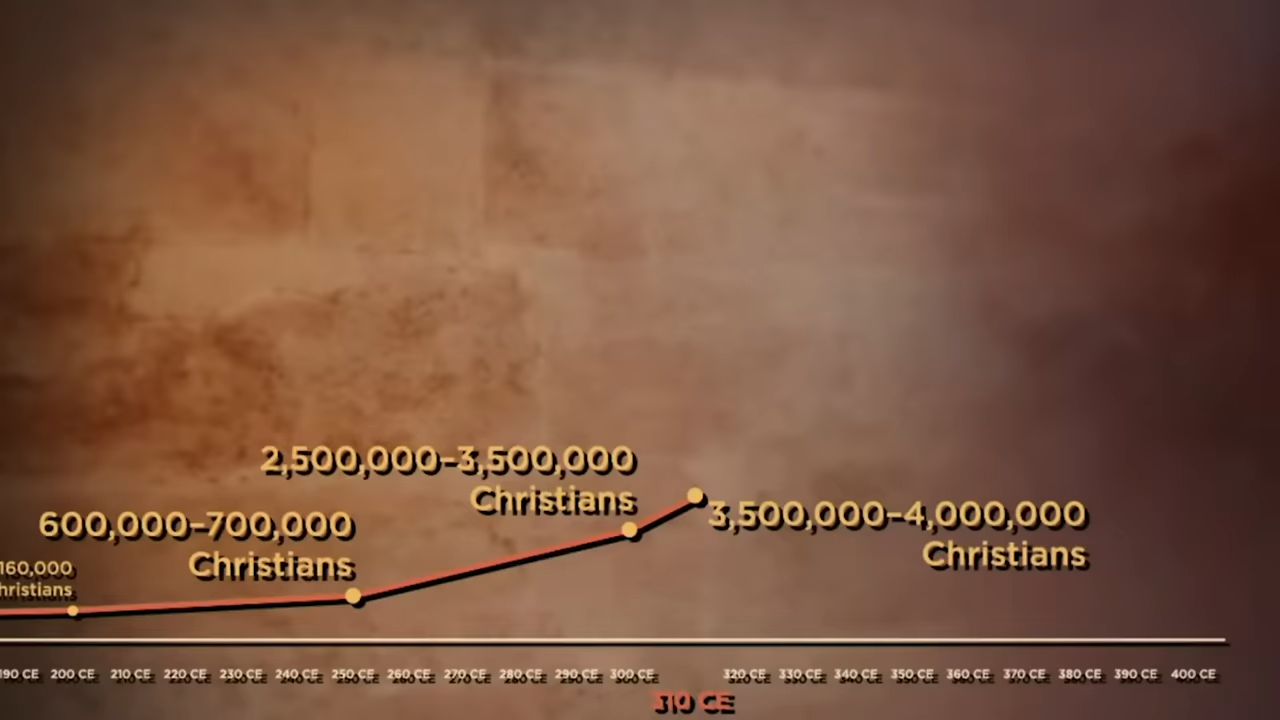 2,500,000–3,500,000
Christians
600,000–700,000
Christians
3,500,000–4,000,000
Christians
160,000
hristians
190 CE 200 CE 210 CE 220 CE 230 CE 240 CE 250 CE 260 CE 270 CE 280 CE 290 CE 300 CE 320 CE 330 CE 340 CE 350 CE 360 CE 370 CE 380 CE 390 CE 400 CE
310 CE